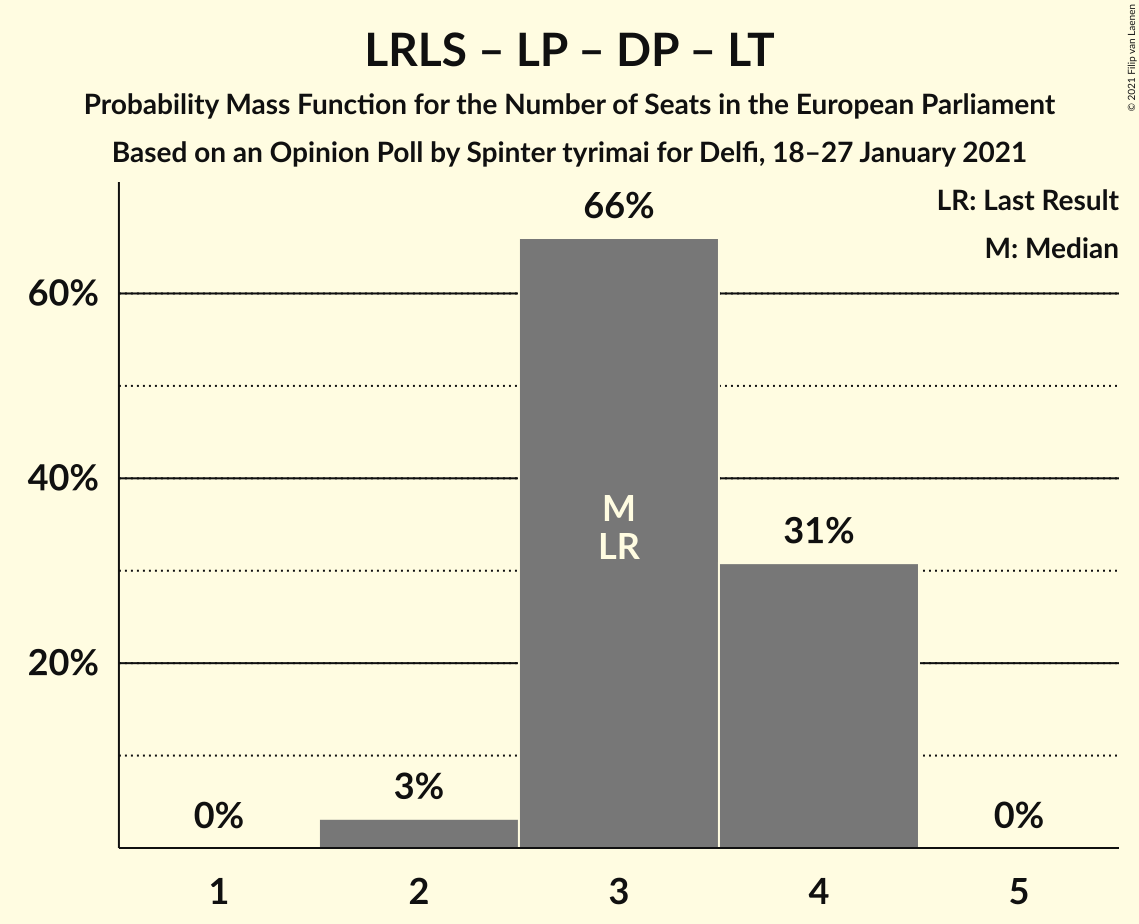 LRLS – LP – DP – LT
Probability Mass Function for the Number of Seats in the European Parliament
Based on an Opinion Poll by Spinter tyrimai for Delfi, 18–27 January 2021
© 2021 Filip van Laenen
LR: Last Result
M: Median
66%
60%
40%
M
LR
31%
20%
3%
0%
0%
1
2
3
4
5